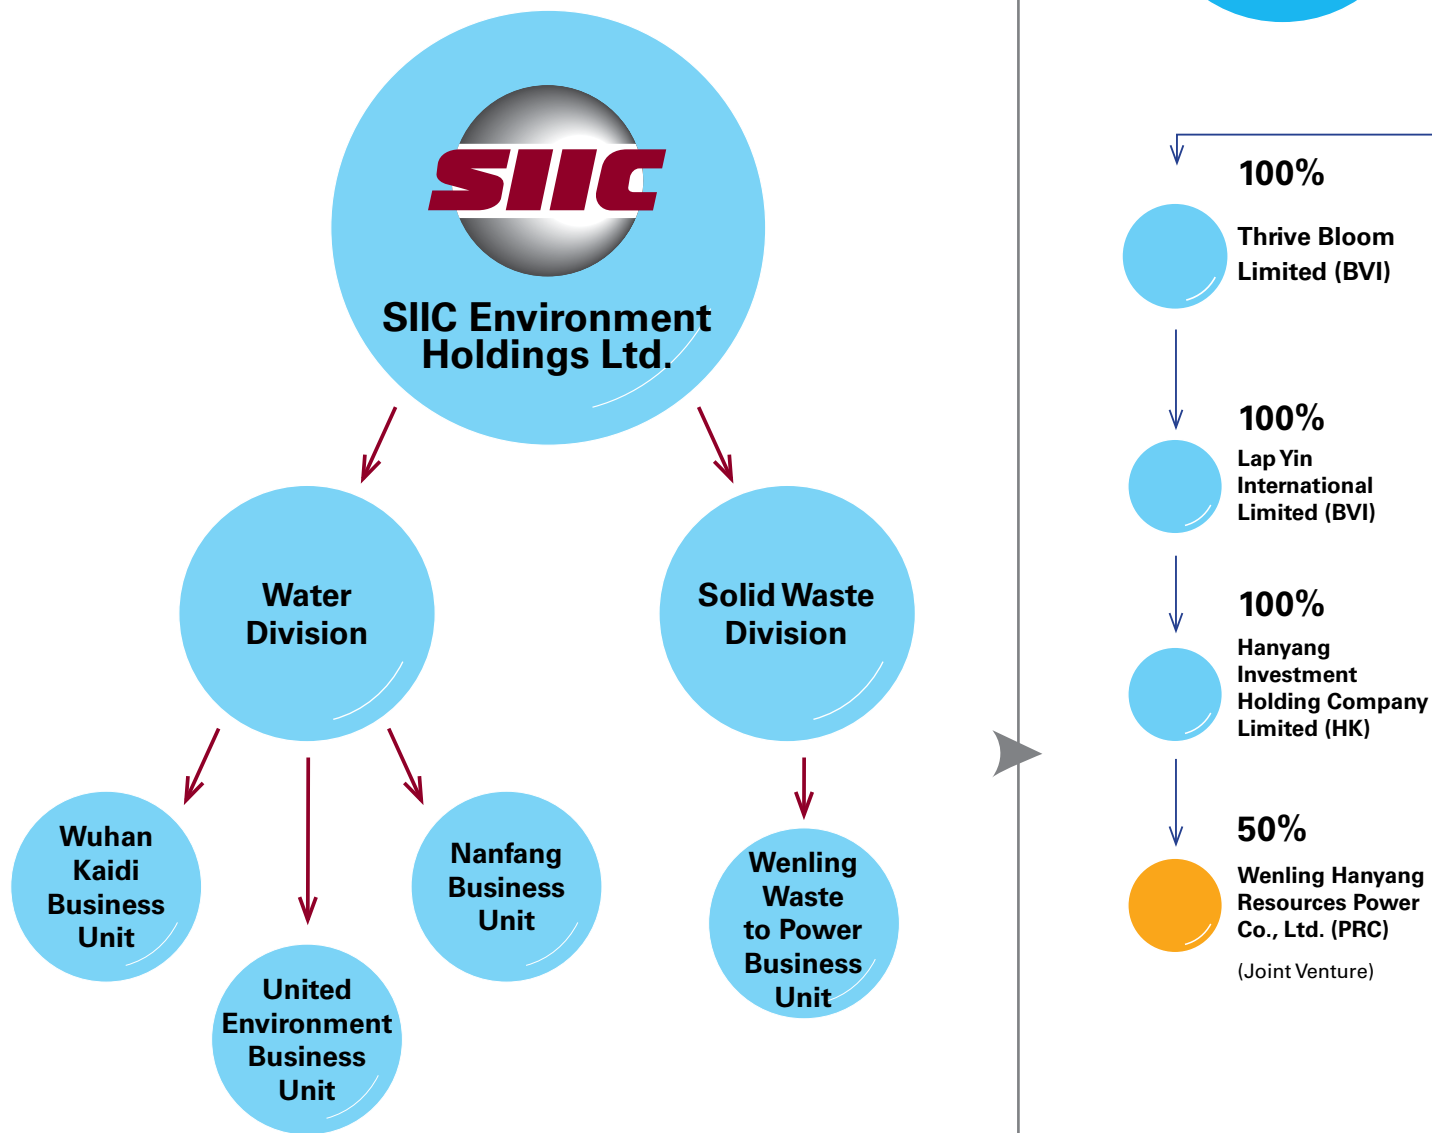 SIIC
SIIC Environment
Holdings Ltd.
Water
Division
Solid Waste
Division
Wuhan
Kaidi
Business
Unit
United
Environment
Business
Unit
Nanfang
Business
Unit
Wenling
Waste
to Power
Business
Unit
100%
Thrive Bloom
Limited (BVI)
100%
Lap Yin
International
Limited (BVI)
100%
Hanyang
Investment
Holding Company
Limited (HK)
50%
Wenling Hanyang
Resources Power
Co., Ltd. (PRC)
(Joint Venture)